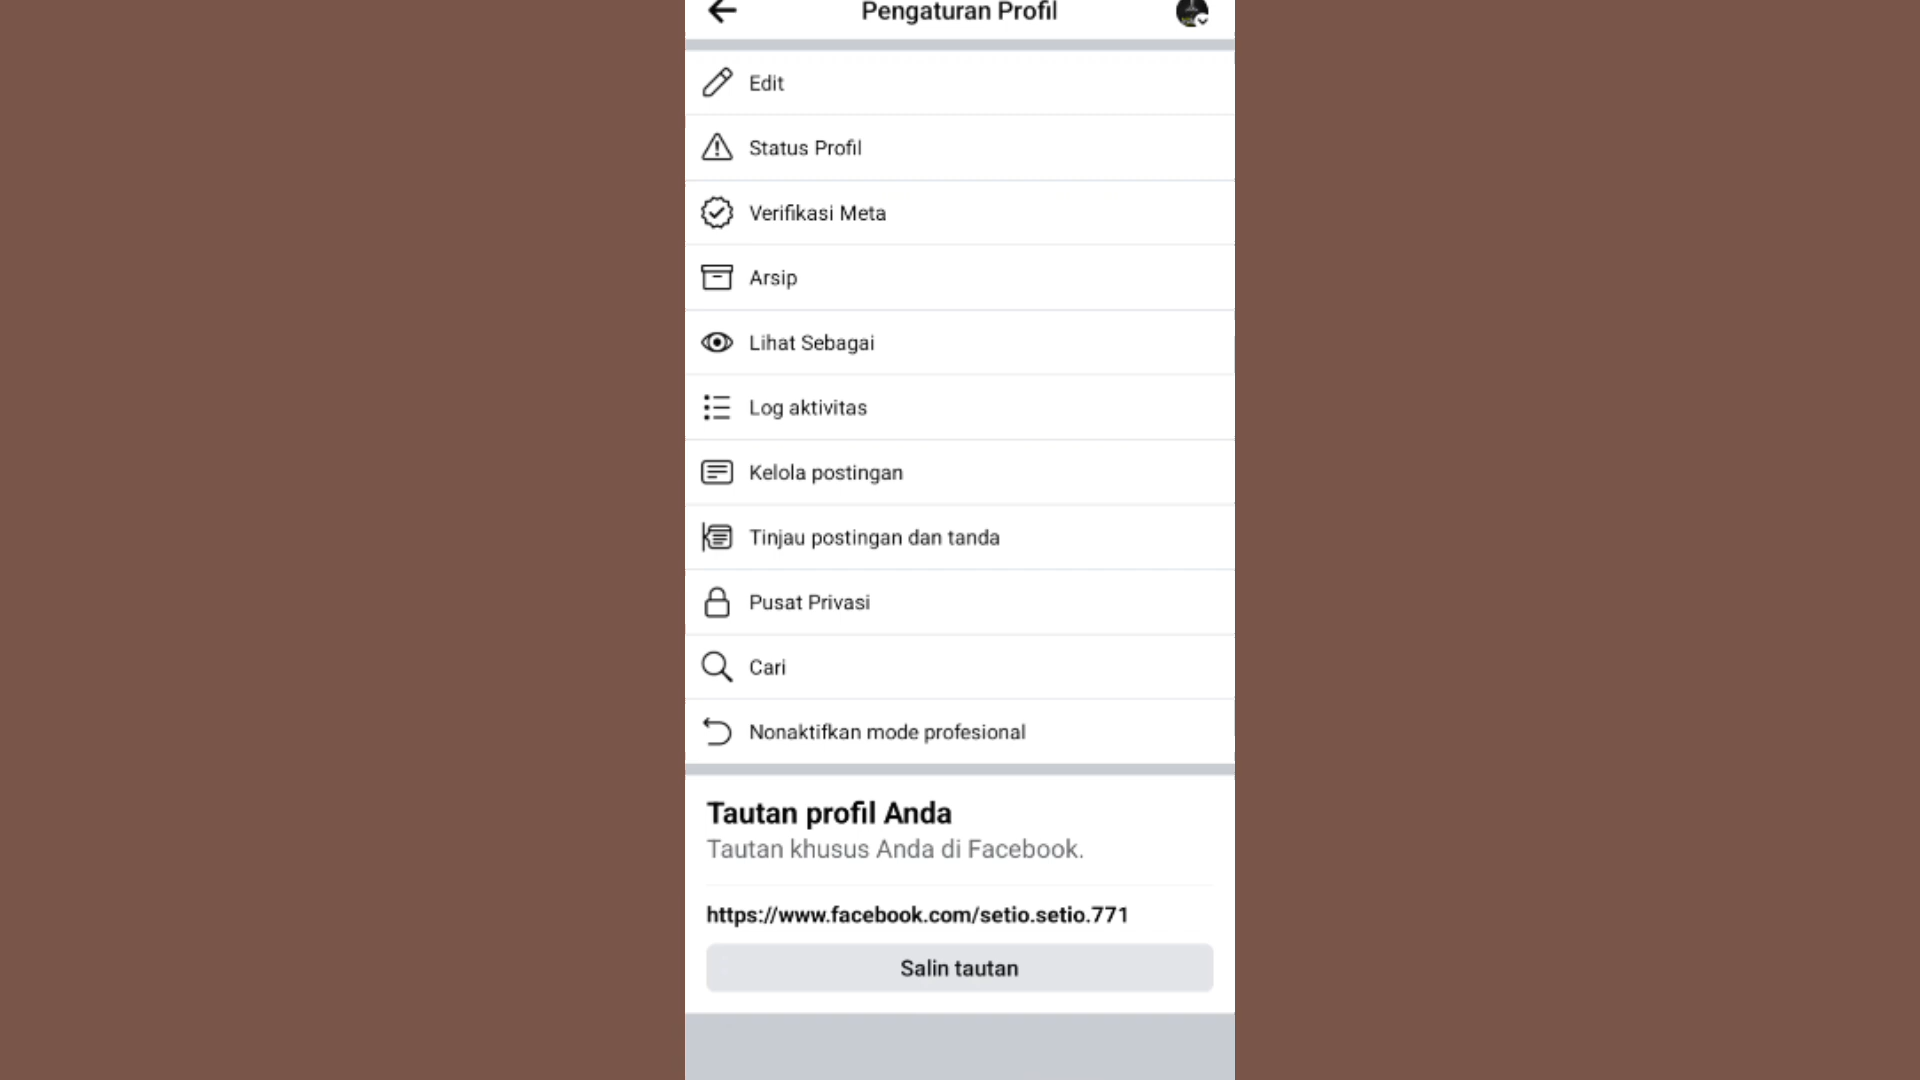 Pengaturan Profil
Edit
Status Profil
Verifikasi Meta
Arsip
Lihat Sebagai
Log aktivitas
Kelola postingan
Tinjau postingan dan tanda
Pusat Privasi
Cari
Nonaktifkan mode profesional
Tautan profil Anda
Tautan khusus Anda di Facebook.
https://www.facebook.com/setio.setio.771
Salin tautan